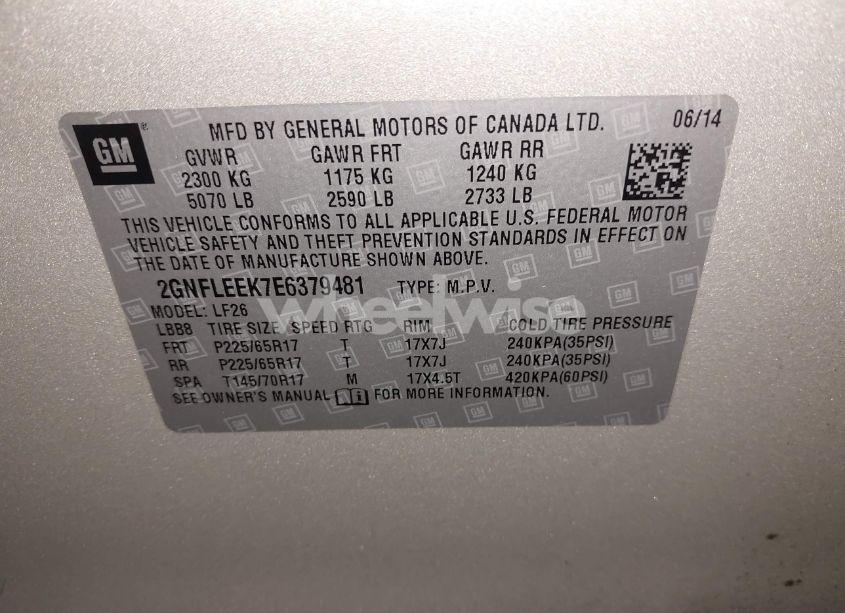 GM ® MFD BY GENERAL MOTORS OF CANADA LTD. 06/14
GVWR GAWR FRT GAWR RR
2300 KG 1175 KG 1240 KG
5070 LB 2590 LB 2733 LB
THIS VEHICLE CONFORMS TO ALL APPLICABLE U.S. FEDERAL MOTOR
VEHICLE SAFETY AND THEFT PREVENTION STANDARDS IN EFFECT ON
THE DATE OF MANUFACTURE SHOWN ABOVE.
2GNFLEEK7E6379481 TYPE: M.P.V.
wheelwise
MODEL: LF26
LBB8 TIRE SIZE SPEED RTG RIM COLD TIRE PRESSURE
FRT P225/65R17 T 17X7J 240KPA(35PSI)
RR P225/65R17 T 17X7J 240KPA(35PSI)
SPA T145/70R17 M 17X4.5T 420KPA(60PSI)
SEE OWNER'S MANUAL i FOR MORE INFORMATION.